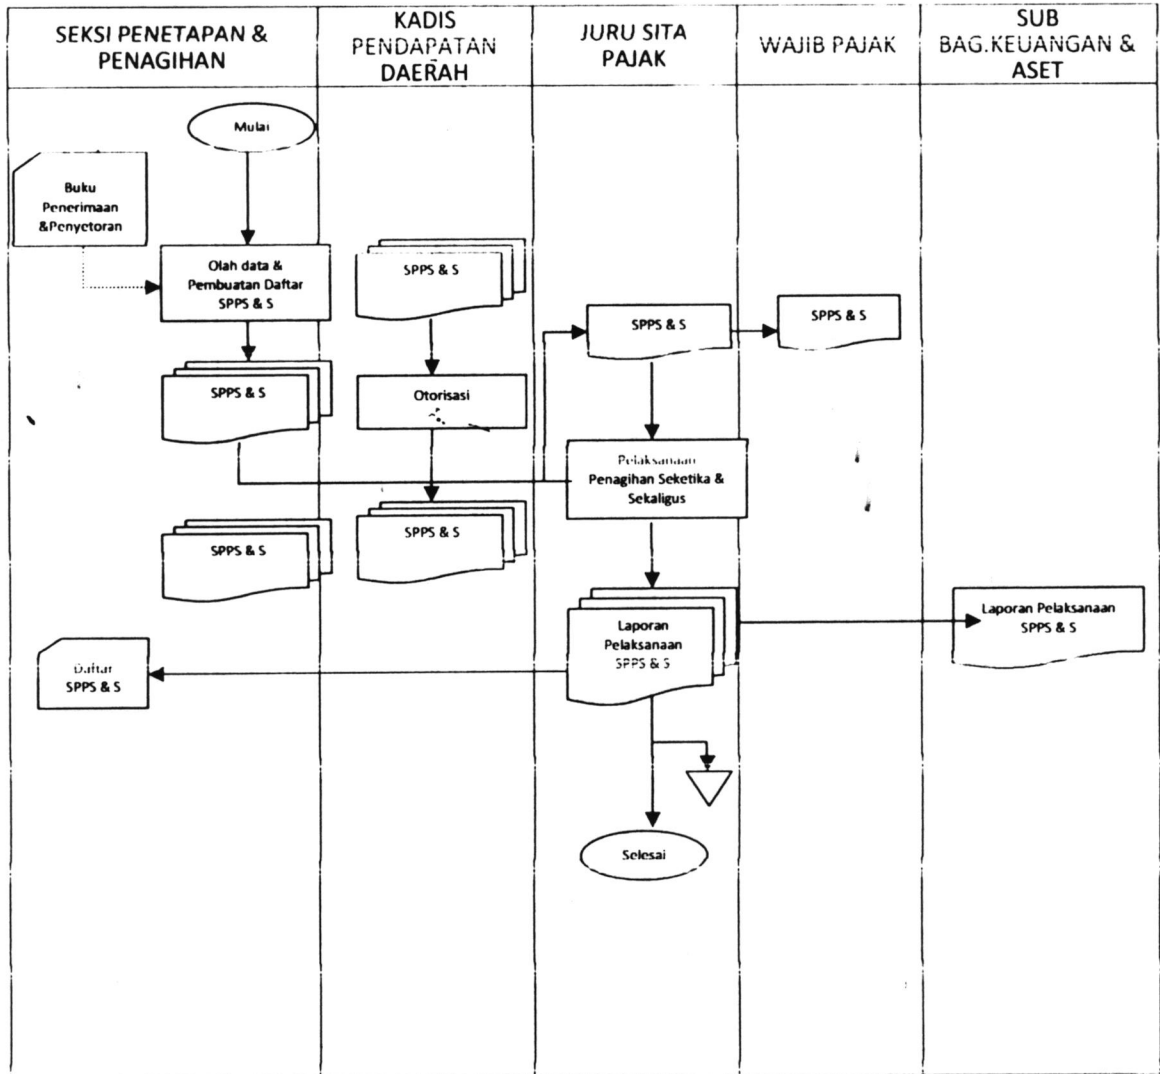 SEKSI PENETAPAN &
PENAGIHAN
KADIS
PENDAPATAN
DAERAH
JURU SITA
PAJAK
WAJIB PAJAK
SUB
BAG.KEUANGAN &
ASET
Mulai
Buku
Penerimaan
&Penyetoran
Olah data &
Pembuatan Daftar
SPPS & S
SPPS & S
SPPS & S
SPPS & S
SPPS & S
Otorisasi
Pelaksanaan
Penagihan Seketika &
Sekaligus
SPPS & S
SPPS & S
Laporan
Pelaksanaan
SPPS & S
Laporan Pelaksanaan
SPPS & S
Daftar
SPPS & S
Selesai